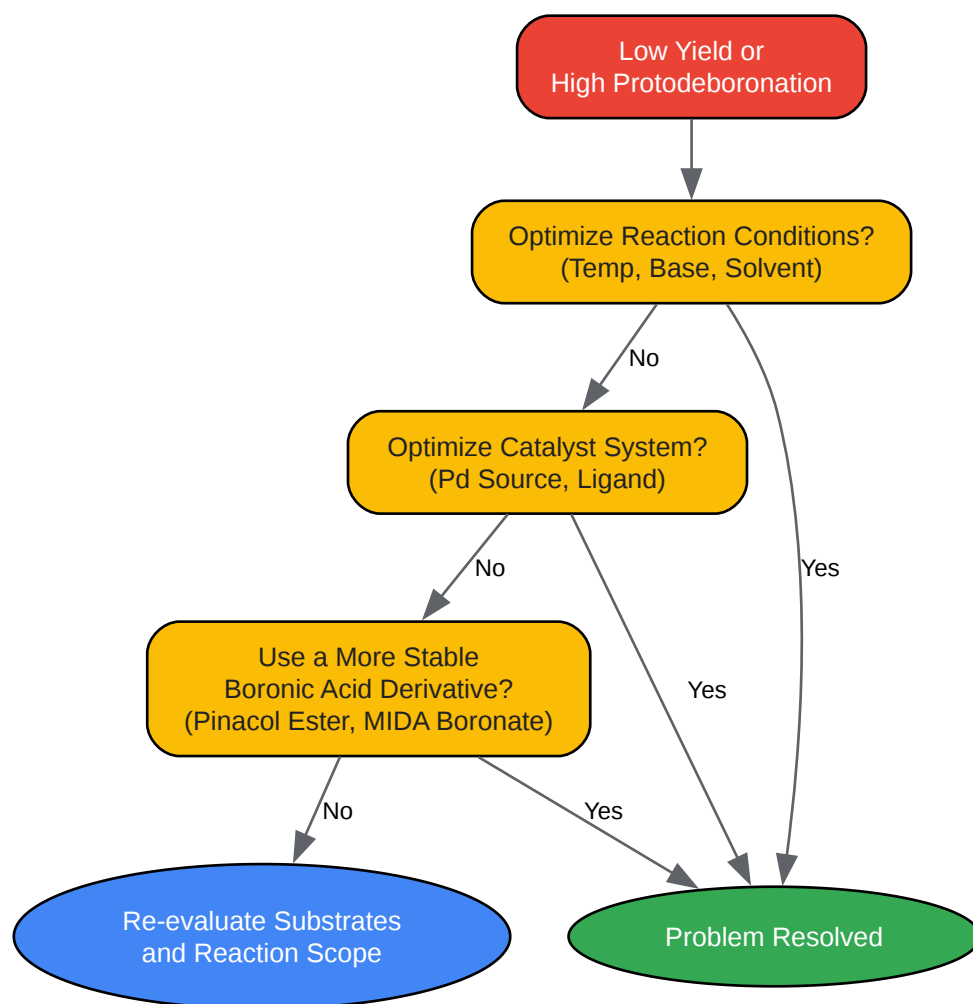 Low Yield or
High Protodeboronation
Optimize Reaction Conditions?
(Temp, Base, Solvent)
No
Optimize Catalyst System?
(Pd Source, Ligand)
No
Yes
Use a More Stable
Boronic Acid Derivative?
(Pinacol Ester, MIDA Boronate)
Yes
No
Yes
Re-evaluate Substrates
and Reaction Scope
Problem Resolved